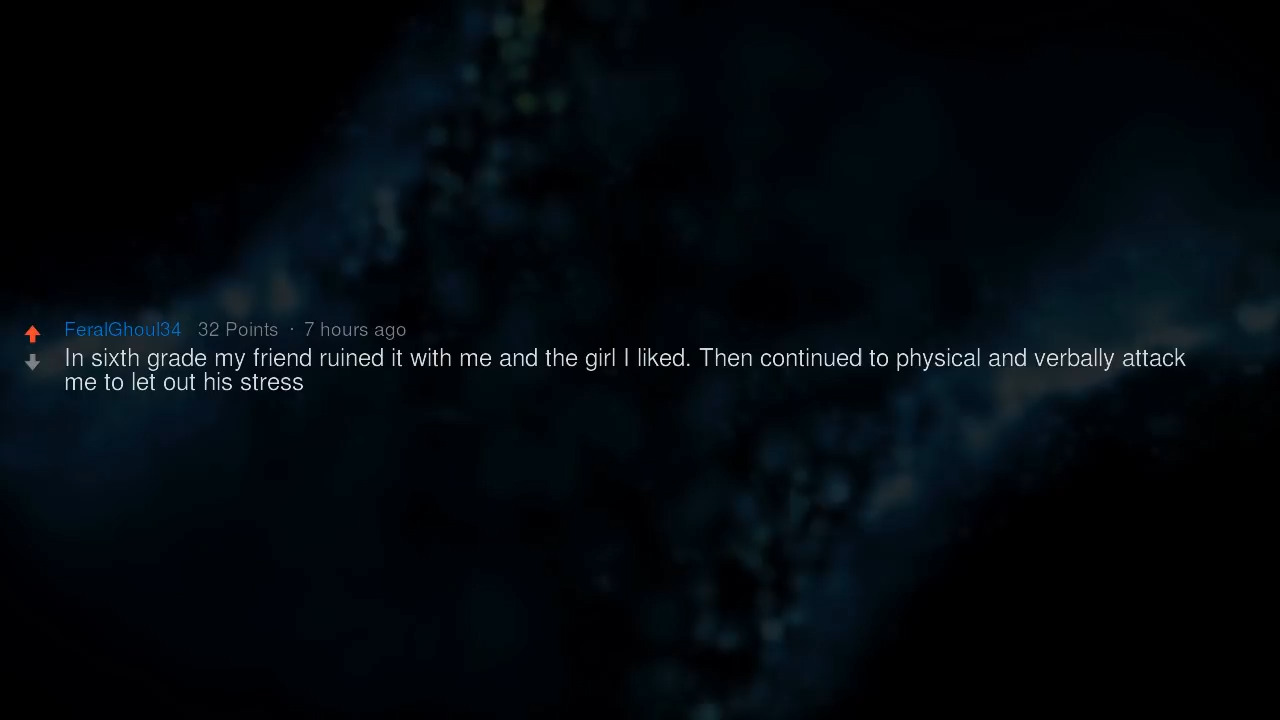 FeralGhoul34 32 Points · 7 hours ago
In sixth grade my friend ruined it with me and the girl I liked. Then continued to physical and verbally attack
me to let out his stress